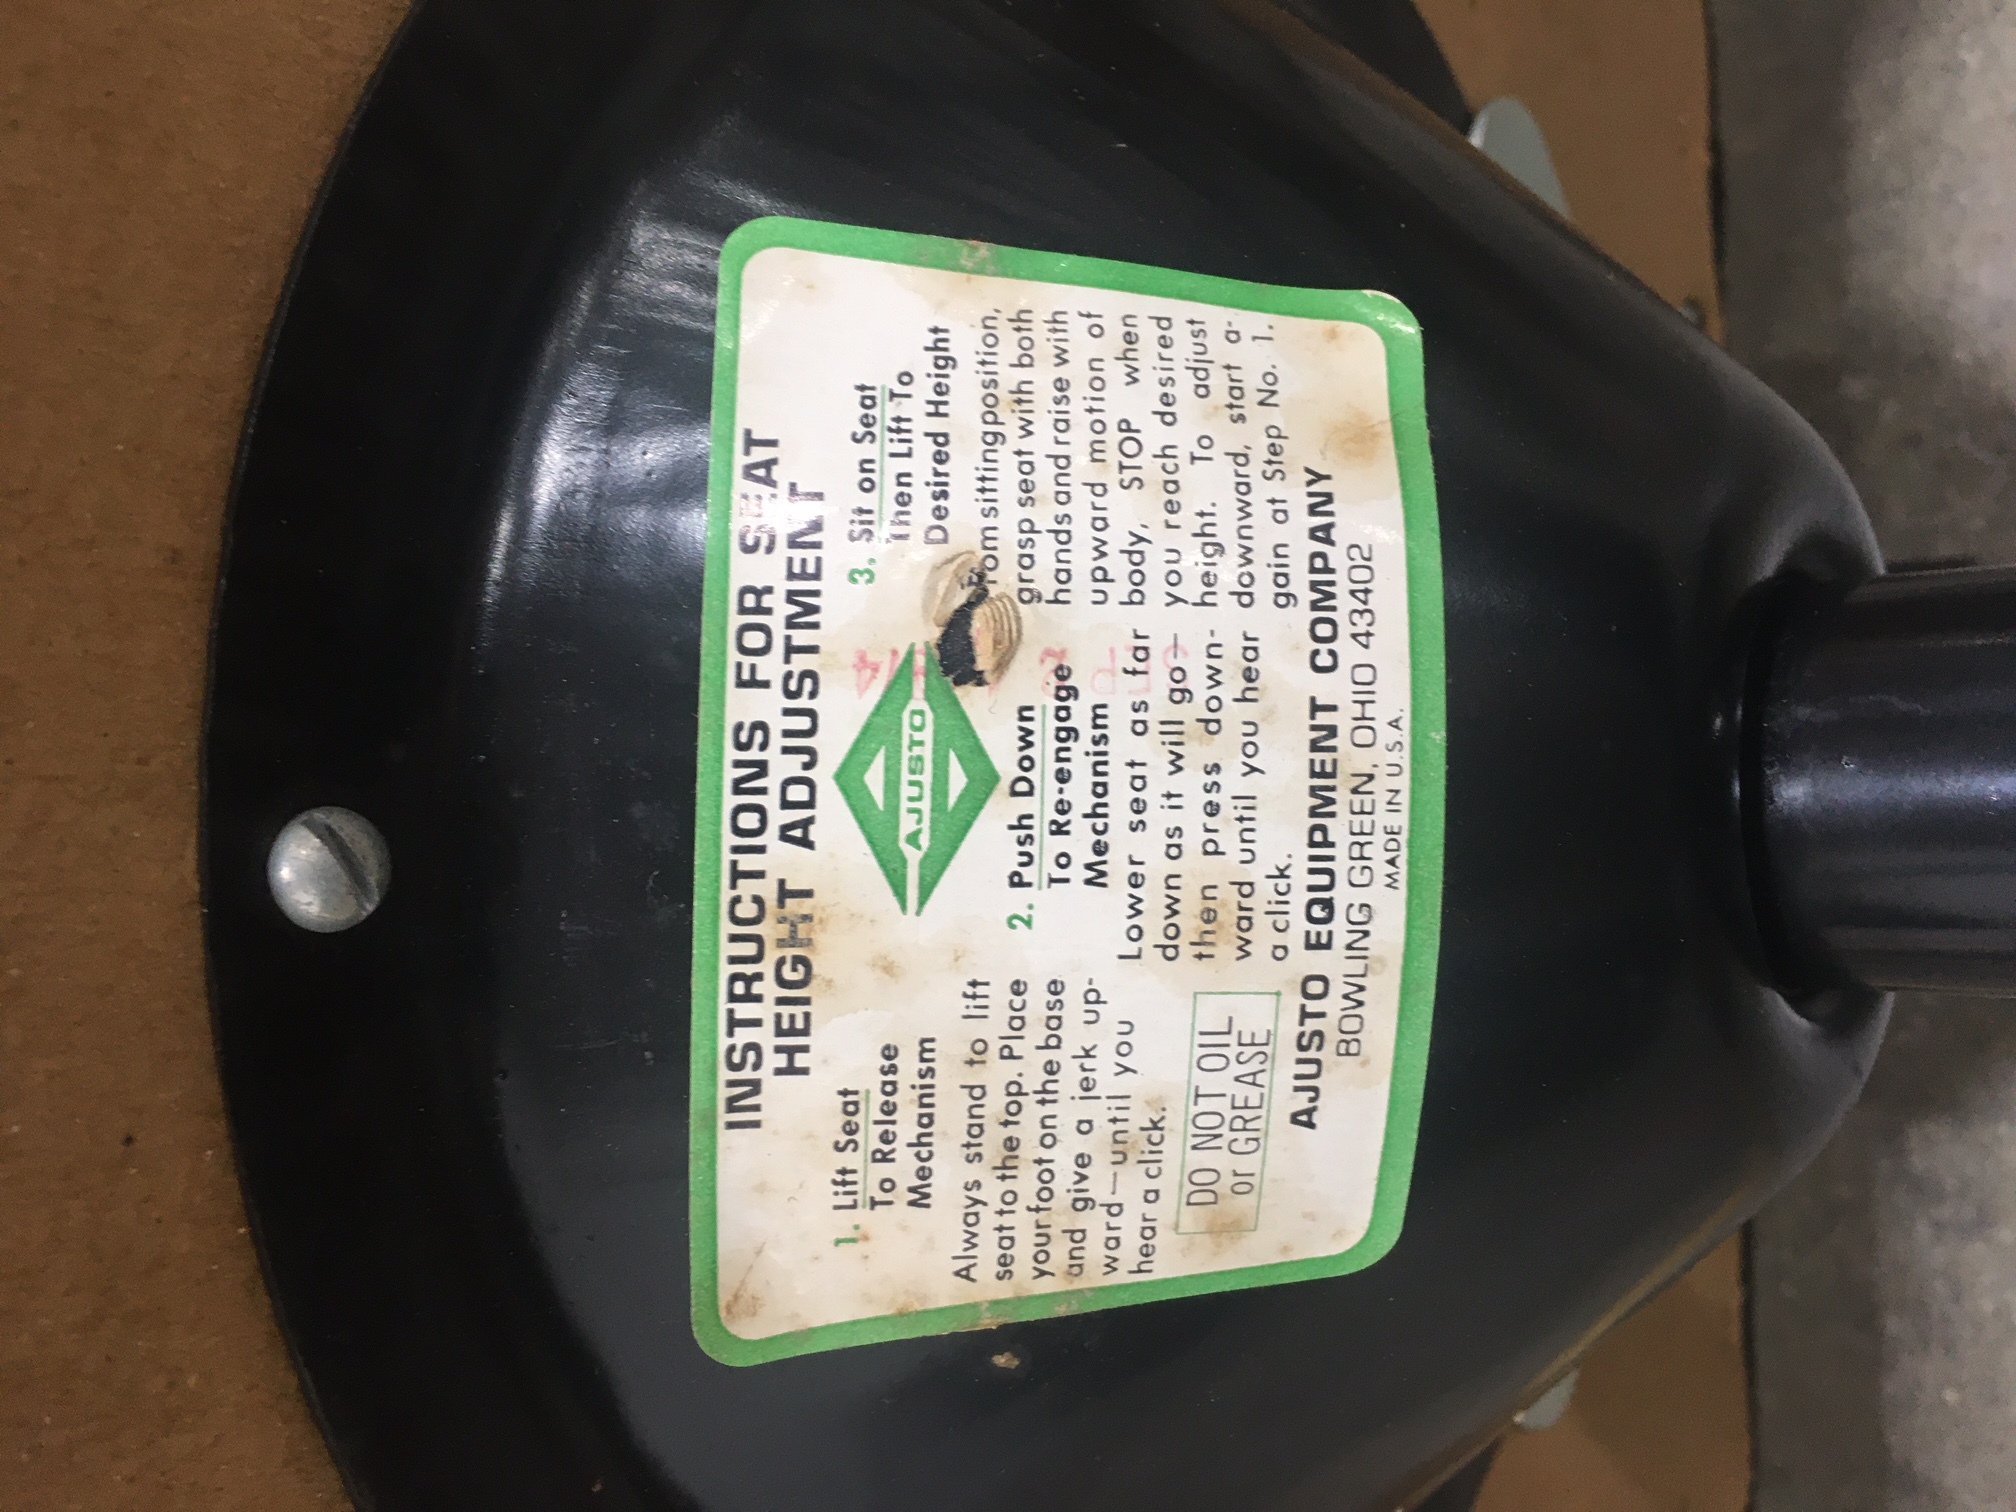 INSTRUCTIONS FOR SEAT
HEIGHT ADJUSTMENT
1. Lift Seat
To Release
Mechanism
Always stand to lift
seat to the top. Place
your foot on the base
and give a jerk up-
ward—until you
hear a click.
DO NOT OIL
or GREASE
AJUSTO
2. Push Down
To Re-engage
Mechanism
Lower seat as far
down as it will go—
then press down-
ward until you hear
a click.
3. Sit on Seat
Then Lift To
Desired Height
sitting position,
grasp seat with both
hands and raise with
upward motion of
body, STOP when
you reach desired
height. To adjust
downward, start a-
gain at Step No. 1.
AJUSTO EQUIPMENT COMPANY
BOWLING GREEN, OHIO 43402
MADE IN U.S.A.